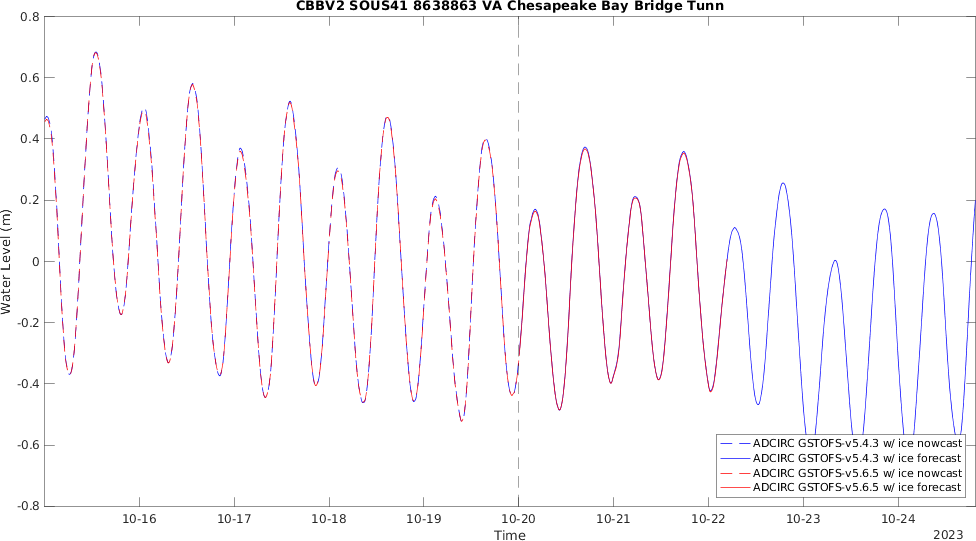 CBBV2 SOUS41 8638863 VA Chesapeake Bay Bridge Tunn
0.8
0.6
0.4
0.2
0
-0.2
-0.4
-0.6
-0.8
Water Level (m)
10-16
10-17
10-18
10-19
10-20
10-21
10-22
10-23
10-24
Time
2023
ADCIRC GSTOFS-v5.4.3 w/ ice nowcast
ADCIRC GSTOFS-v5.4.3 w/ ice forecast
ADCIRC GSTOFS-v5.6.5 w/ ice nowcast
ADCIRC GSTOFS-v5.6.5 w/ ice forecast